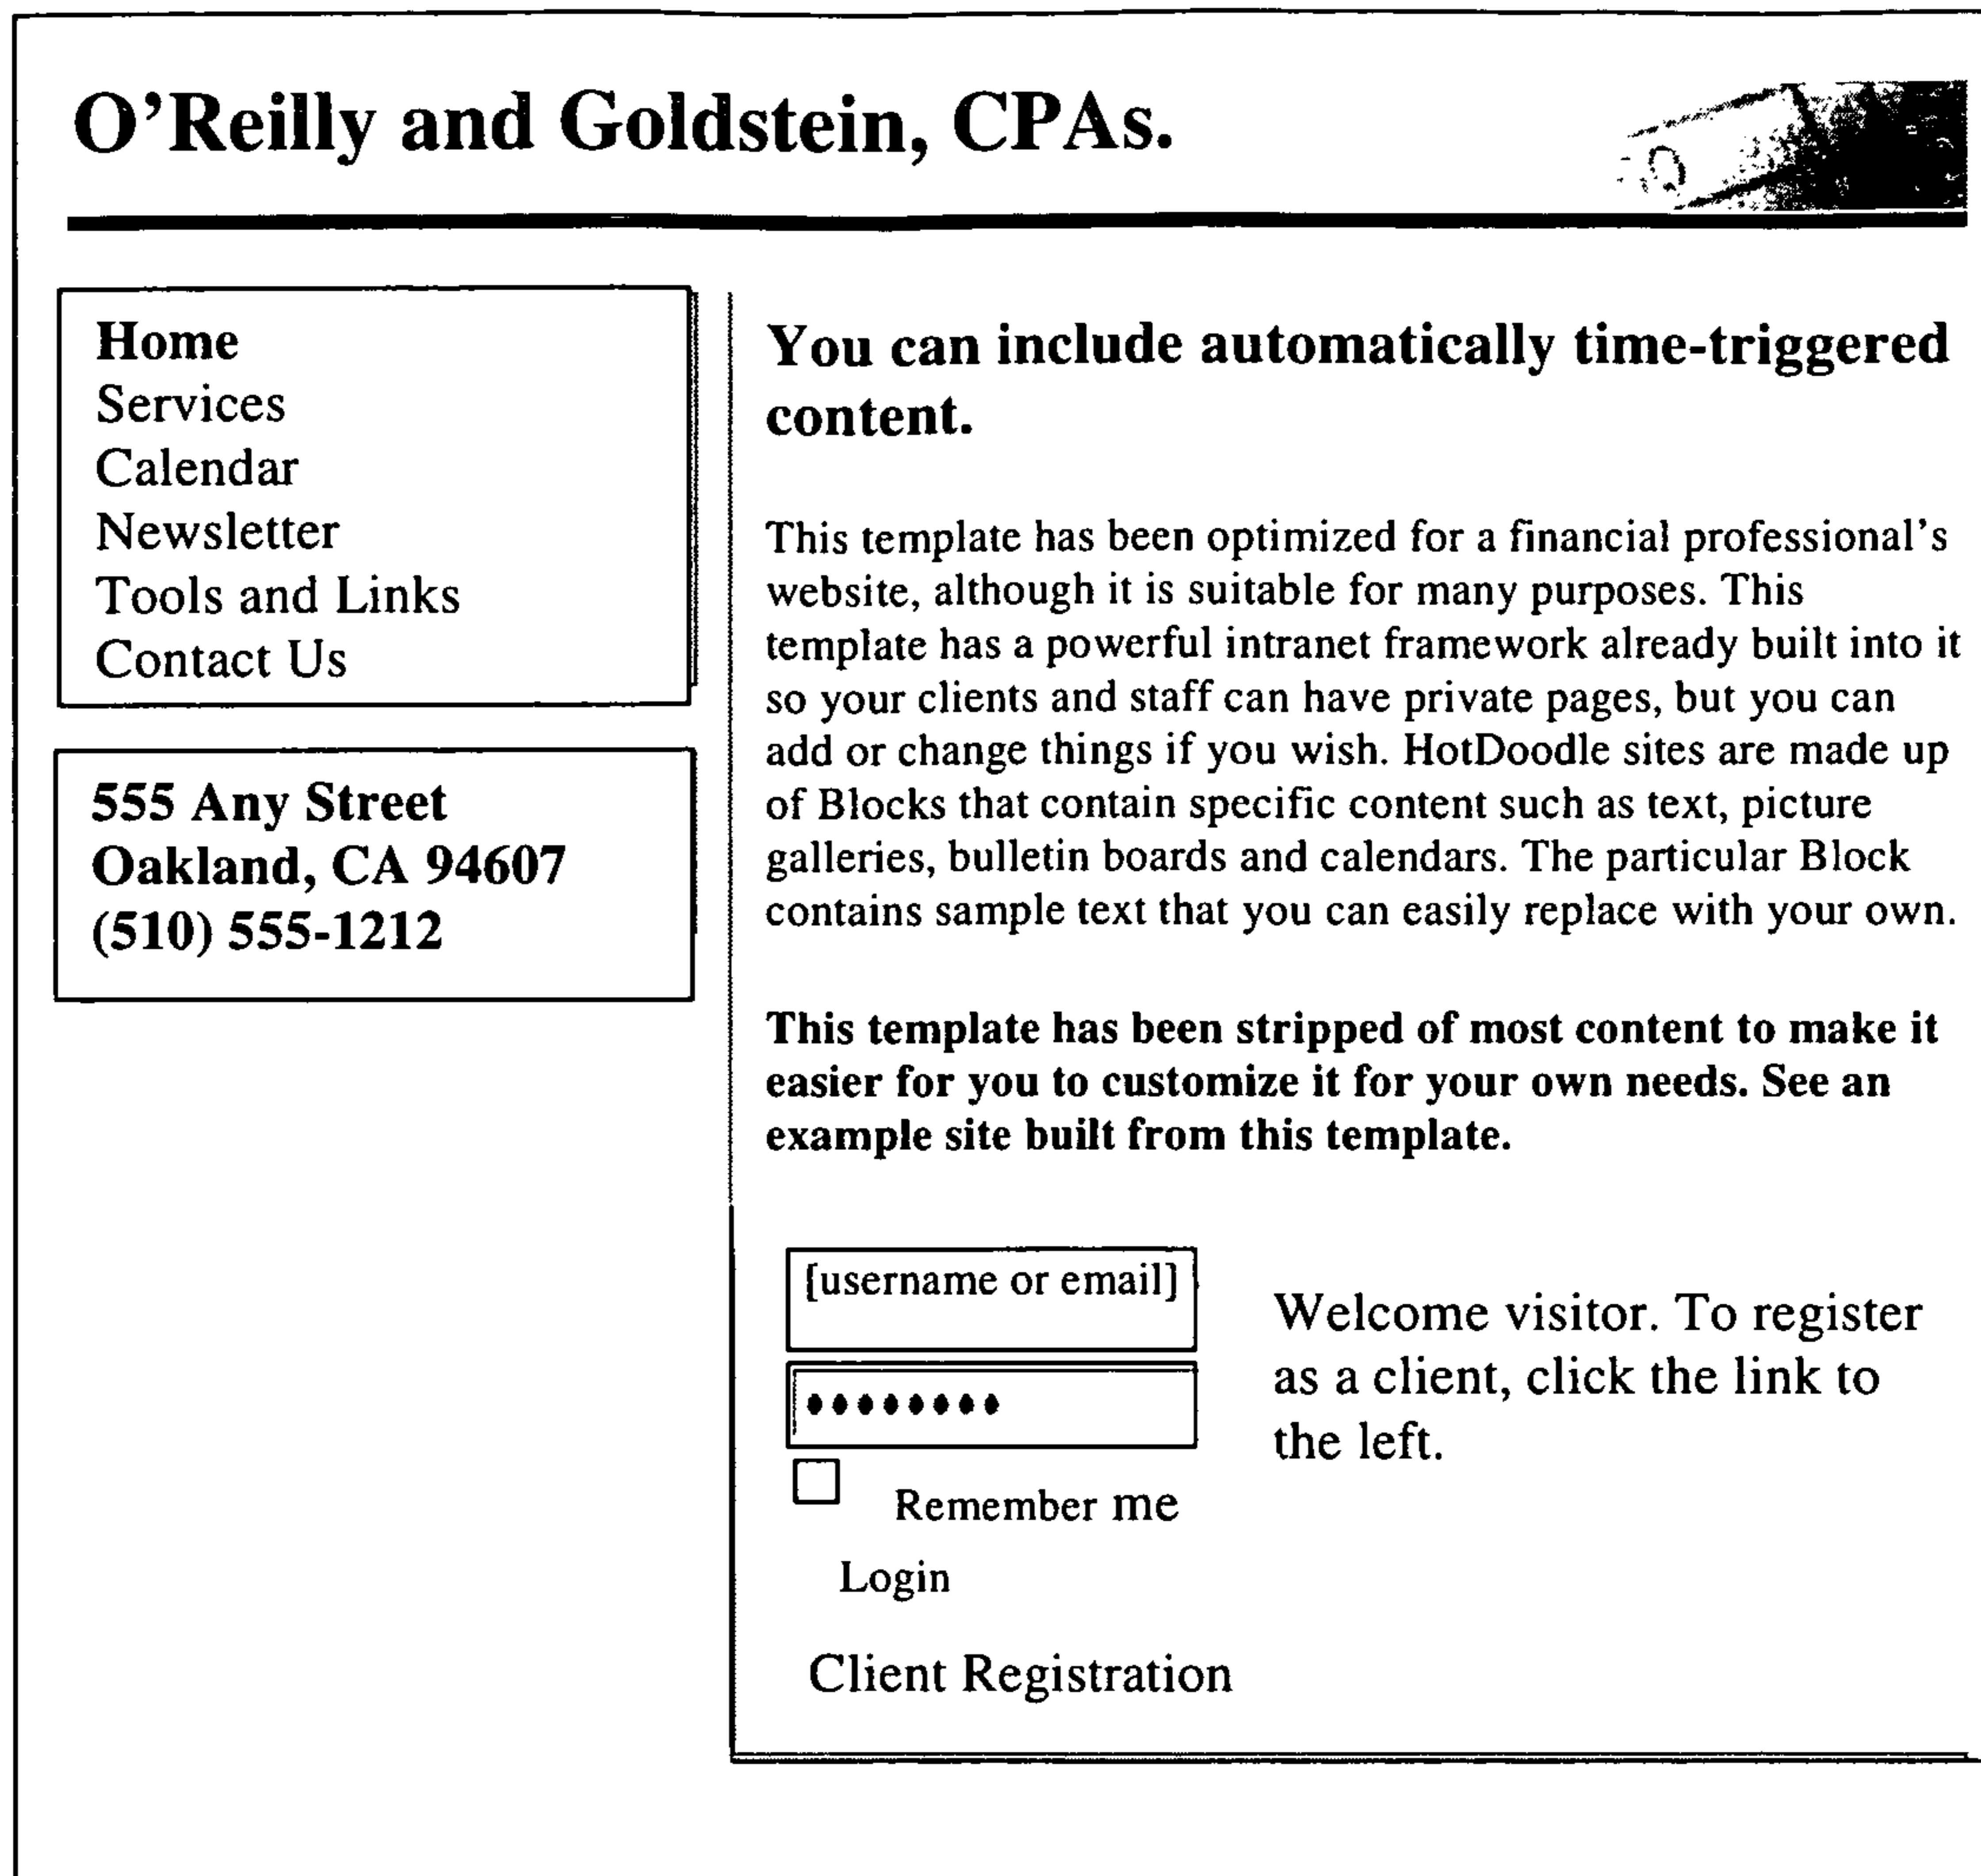 O'Reilly and Goldstein, CPAs.
Home
Services
Calendar
Newsletter
Tools and Links
Contact Us
555 Any Street
Oakland, CA 94607
(510) 555-1212
You can include automatically time-triggered
content.
This template has been optimized for a financial professional's
website, although it is suitable for many purposes. This
template has a powerful intranet framework already built into it
so your clients and staff can have private pages, but you can
add or change things if you wish. HotDoodle sites are made up
of Blocks that contain specific content such as text, picture
galleries, bulletin boards and calendars. The particular Block
contains sample text that you can easily replace with your own.
This template has been stripped of most content to make it
easier for you to customize it for your own needs. See an
example site built from this template.
[username or email]
Remember me
Login
Client Registration
Welcome visitor. To register
as a client, click the link to
the left.